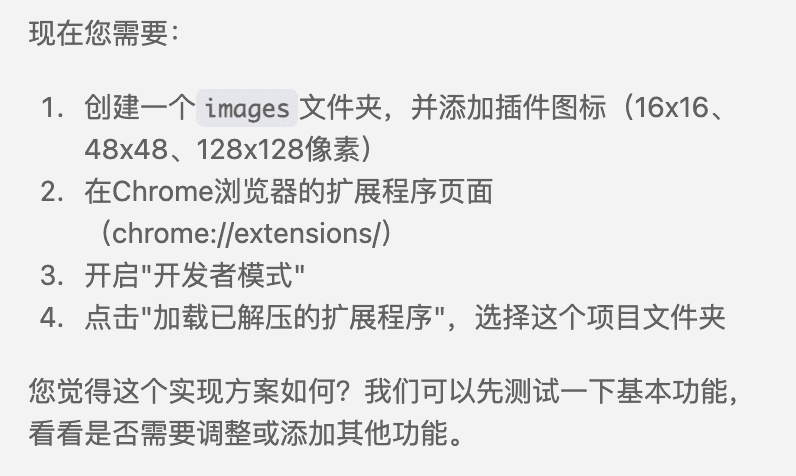 现在您需要：
1. 创建一个images文件夹，并添加插件图标（16x16、
48x48、128x128像素）
2. 在Chrome浏览器的扩展程序页面
（chrome://extensions/）
3. 开启"开发者模式"
4. 点击"加载已解压的扩展程序"，选择这个项目文件夹
您觉得这个实现方案如何？我们可以先测试一下基本功能，
看看是否需要调整或添加其他功能。